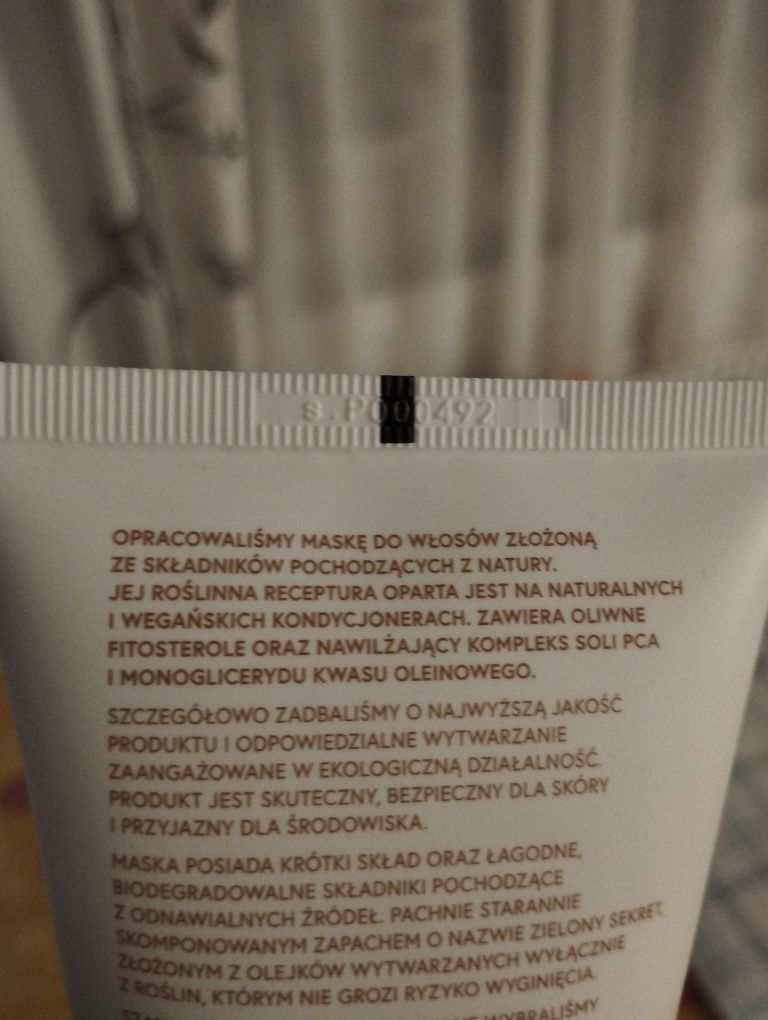 s.P000492
OPRACOWALIŚMY MASKĘ DO WŁOSÓW ZŁOŻONĄ
ZE SKŁADNIKÓW POCHODZĄCYCH Z NATURY.
JEJ ROŚLINNA RECEPTURA OPARTA JEST NA NATURALNYCH
I WEGAŃSKICH KONDYCJONERACH. ZAWIERA OLIWNE
FITOSTEROLE ORAZ NAWILŻAJĄCY KOMPLEKS SOLI PCA
I MONOGLICERYDU KWASU OLEINOWEGO.
SZCZEGÓŁOWO ZADBALIŚMY O NAJWYŻSZĄ JAKOŚĆ
PRODUKTU I ODPOWIEDZIALNE WYTWARZANIE
ZAANGAŻOWANE W EKOLOGICZNĄ DZIAŁALNOŚĆ.
PRODUKT JEST SKUTECZNY, BEZPIECZNY DLA SKÓRY
I PRZYJAZNY DLA ŚRODOWISKA.
MASKA POSIADA KRÓTKI SKŁAD ORAZ ŁAGODNE,
BIODEGRADOWALNE SKŁADNIKI POCHODZĄCE
Z ODNAWIALNYCH ŹRÓDEŁ. PACHNIE STARANNIE
SKOMPONOWANYM ZAPACHEM O NAZWIE ZIELONY SEKRET,
ZŁOŻONYM Z OLEJKÓW WYTWARZANYCH WYŁĄCZNIE
Z ROŚLIN, KTÓRYM NIE GROZI RYZYKO WYGINIĘCIA.
WYBRALIŚMY